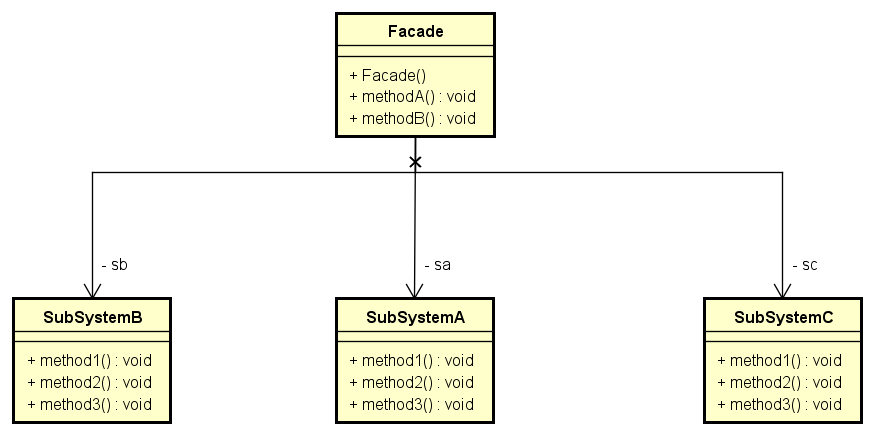 Facade
+ Facade()
+ methodA() : void
+ methodB() : void
- sb
- sa
- sc
SubSystemB
+ method1() : void
+ method2() : void
+ method3() : void
SubSystemA
+ method1() : void
+ method2() : void
+ method3() : void
SubSystemC
+ method1() : void
+ method2() : void
+ method3() : void